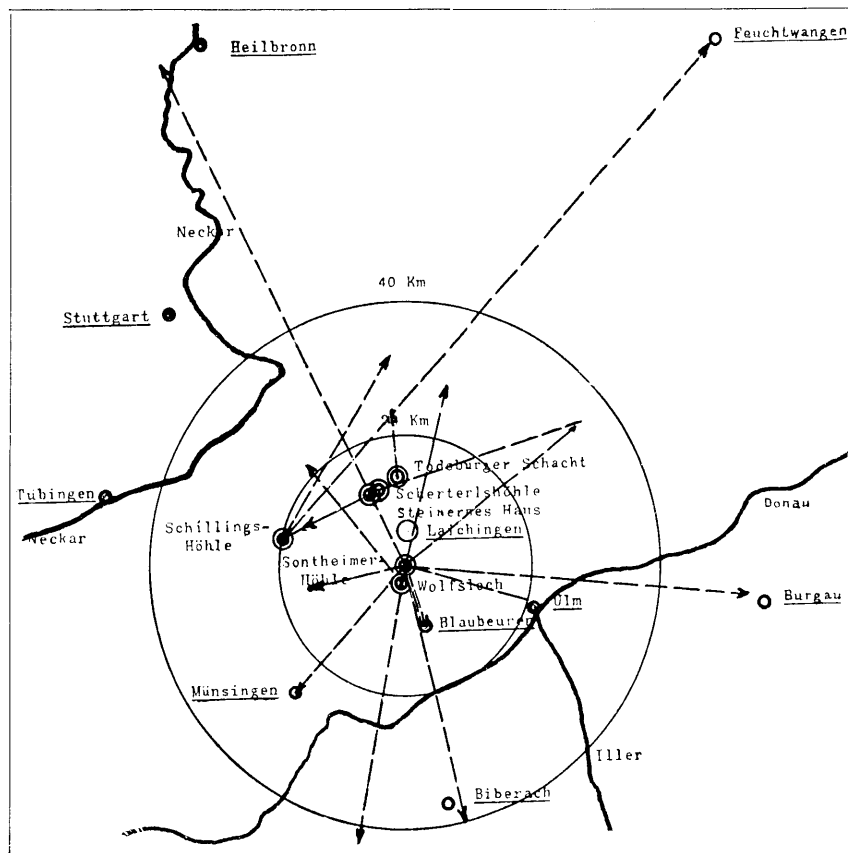 Heilbronn
Feuchtwangen
Neckar
40 Km
Stuttgart
Km
Todsburger Schacht
Tübingen
Scherterlshöhle
Steinernes Haus
Donau
Schillings-
Höhle
Laichingen
Neckar
Sontheimer-
Höhle
Wolfsloch
Ulm
Burgau
Blaubeuren
Münsingen
Iller
Biberach